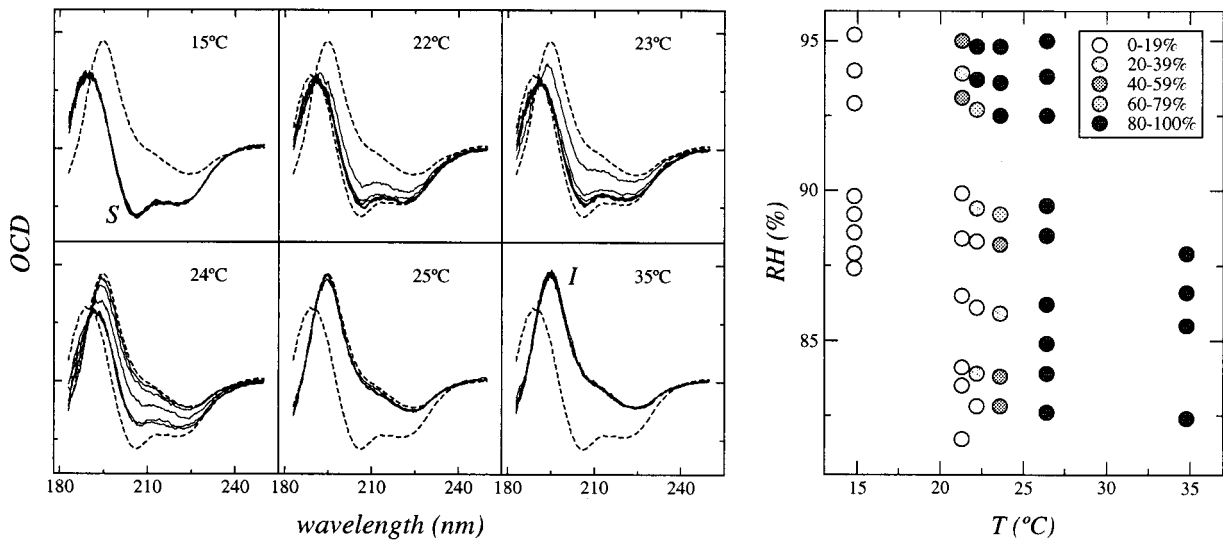 15ºC
22ºC
23ºC
S
24ºC
25ºC
35ºC
I
OCD
180 210 240 180 210 240 180 210 240
wavelength (nm)
95
90
85
RH (%)
0-19%
20-39%
40-59%
60-79%
80-100%
15 20 25 30 35
T (ºC)